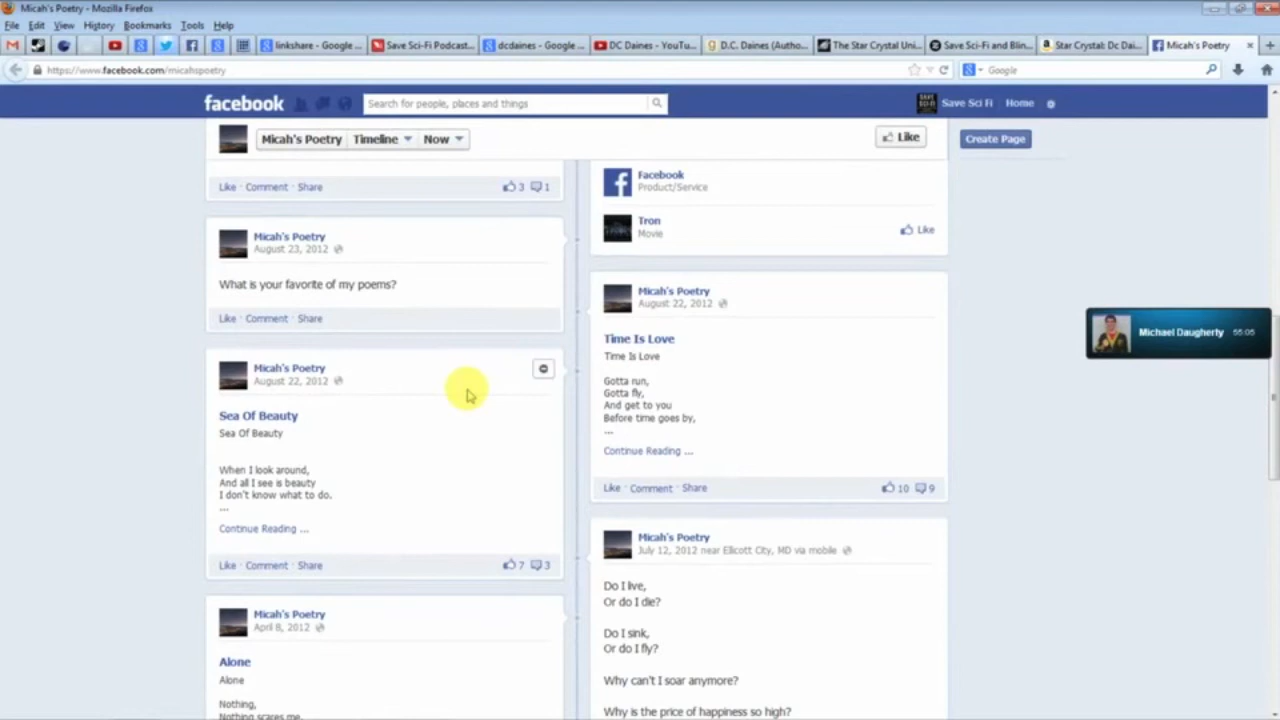 Micah's Poetry - Mozilla Firefox
File Edit View History Bookmarks Tools Help
linkshare - Google ... Save Sci-Fi Podcast... dcdaines - Google ... DC Daines - YouTu... D.C. Daines (Autho... The Star Crystal Uni... Save Sci-Fi and Blin... Star Crystal: Dc Dai... Micah's Poetry
https://www.facebook.com/micahspoetry
Google
facebook
Search for people, places and things
Save Sci Fi Home
Micah's Poetry Timeline Now
Like
Create Page
Like · Comment · Share 3 1
Micah's Poetry
August 23, 2012
What is your favorite of my poems?
Like · Comment · Share
Micah's Poetry
August 22, 2012
Sea Of Beauty
Sea Of Beauty
When I look around,
And all I see is beauty
I don't know what to do.
...
Continue Reading ...
Like · Comment · Share 7 3
Micah's Poetry
April 8, 2012
Alone
Alone
Nothing,
Nothing scares me,
Facebook
Product/Service
Tron
Movie
Like
Micah's Poetry
August 22, 2012
Time Is Love
Time Is Love
Gotta run,
Gotta fly,
And get to you
Before time goes by,
...
Continue Reading ...
Like · Comment · Share 10 9
Micah's Poetry
July 12, 2012 near Ellicott City, MD via mobile
Do I live,
Or do I die?
Do I sink,
Or do I fly?
Why can't I soar anymore?
Why is the price of happiness so high?
Michael Daugherty 55:05